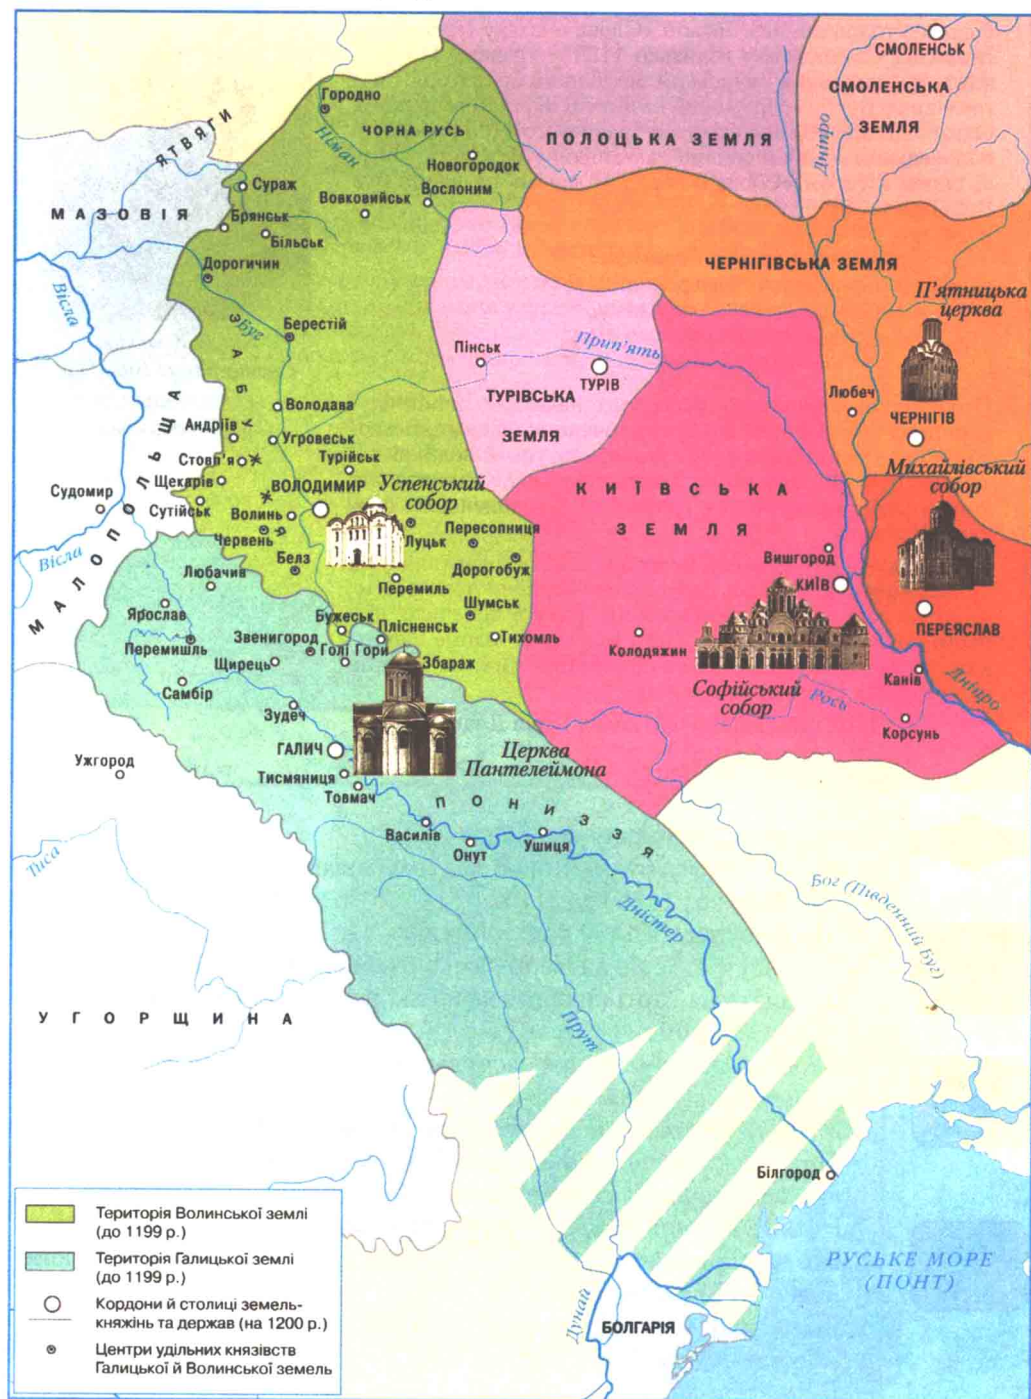 СМОЛЕНСЬК
СМОЛЕНСЬКА
ЗЕМЛЯ
Дніпро
ПОЛОЦЬКА ЗЕМЛЯ
Городно
ЧОРНА РУСЬ
Німан
Новогородок
Вослоним
Вовковийськ
ЯТВЯГИ
Сураж
МАЗОВІЯ
Брянськ
Більськ
Дорогичин
ЧЕРНІГІВСЬКА ЗЕМЛЯ
П'ятницька
церква
Вісла
Буг
Берестій
ЗАБУЖЖЯ
Пінськ
Прип'ять
ТУРІВ
ТУРІВСЬКА
ЗЕМЛЯ
Любеч
ЧЕРНІГІВ
Володава
Андріїв
Угровеськ
Стовп'я
Турійськ
Щекарів
Сутійськ
ВОЛОДИМИР
Успенський
собор
Волинь
Червень
Луцьк
Пересопниця
Белз
Дорогобуж
Перемиль
Шумськ
Тихомль
КИЇВСЬКА
ЗЕМЛЯ
Михайлівський
собор
Вишгород
КИЇВ
ПЕРЕЯСЛАВ
Судомир
Вісла
МАЛОПОЛЬЩА
Любачив
Ярослав
Бужеськ
Плісненськ
Звенигород
Перемишль
Голі Гори
Щирець
Збараж
Самбір
Колодяжин
Софійський
собор
Канів
Рось
Дніпро
Корсунь
Зудеч
ГАЛИЧ
Церква
Пантелеймона
Ужгород
Тисмяниця
Товмач
ПОНИЗЗЯ
Василів
Онут
Ушиця
Тиса
Дністер
Бог (Південний Буг)
УГОРЩИНА
Прут
Білгород
РУСЬКЕ МОРЕ
(ПОНТ)
Дунай
БОЛГАРІЯ
Територія Волинської землі
(до 1199 р.)
Територія Галицької землі
(до 1199 р.)
Кордони й столиці земель-
князінь та держав (на 1200 р.)
Центри удільних князівств
Галицької й Волинської земель